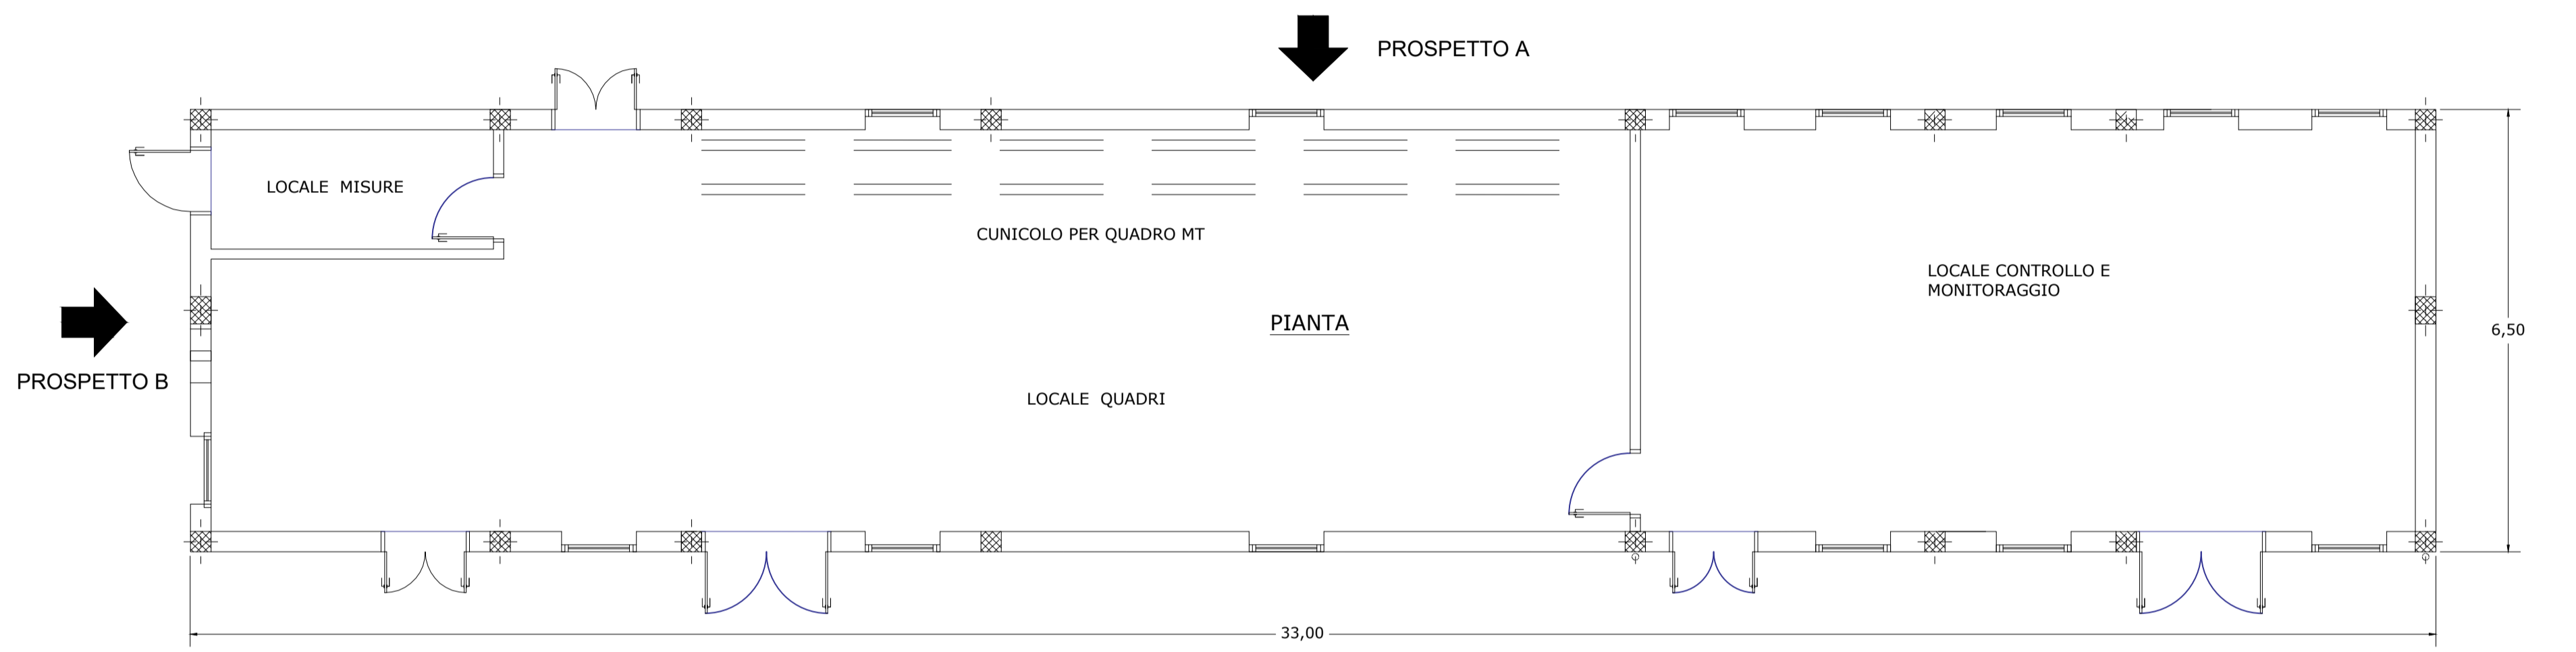 PROSPETTO A
LOCALE MISURE
CUNICOLO PER QUADRO MT
LOCALE CONTROLLO E
MONITORAGGIO
PIANTA
6,50
PROSPETTO B
LOCALE QUADRI
33,00